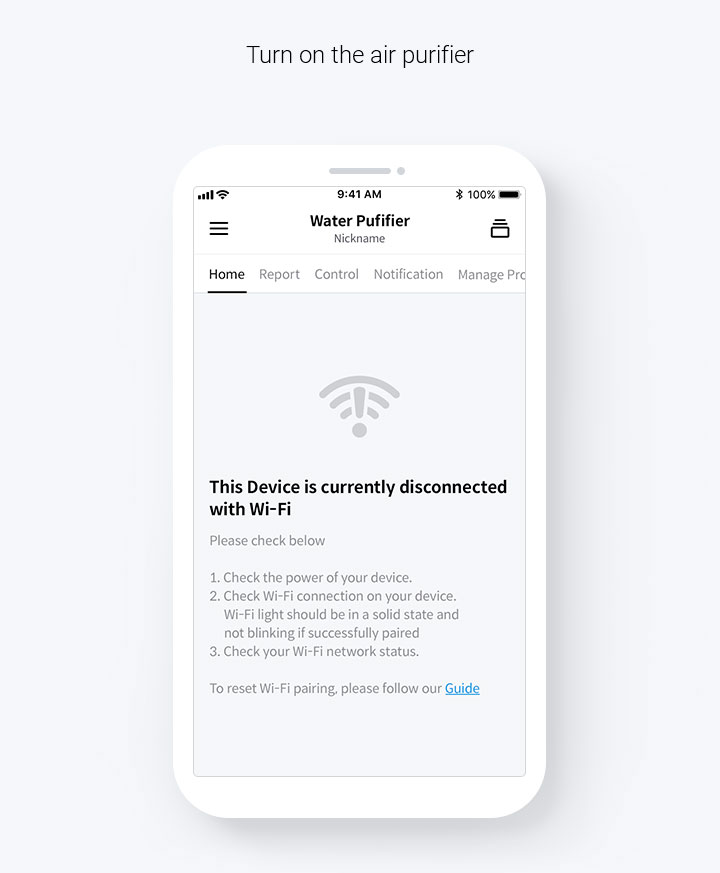 Turn on the air purifier
9:41 AM
100%
Water Pufifier
Nickname
Home Report Control Notification Manage Pro
This Device is currently disconnected
with Wi-Fi
Please check below
1. Check the power of your device.
2. Check Wi-Fi connection on your device.
Wi-Fi light should be in a solid state and
not blinking if successfully paired
3. Check your Wi-Fi network status.
To reset Wi-Fi pairing, please follow our Guide